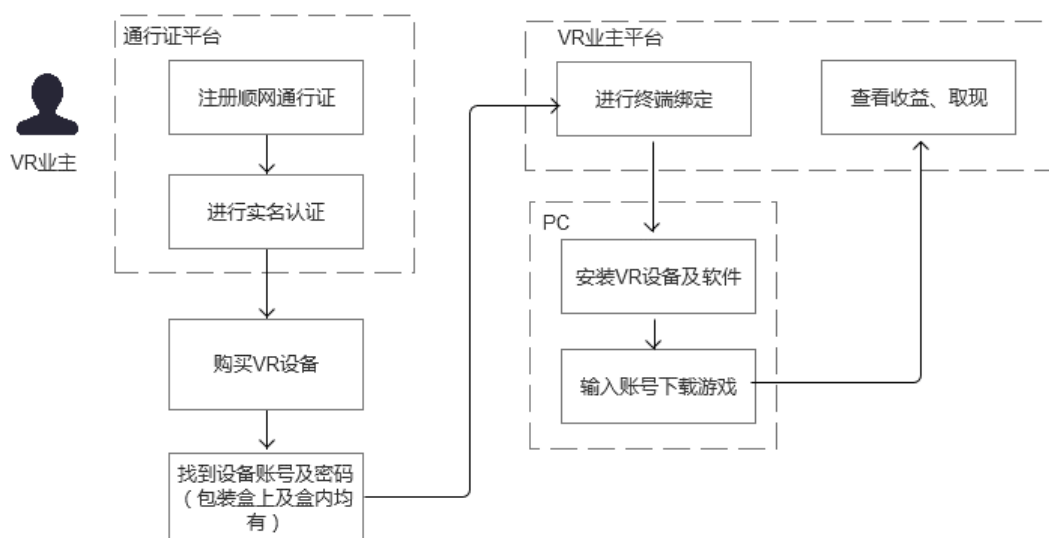 通行证平台
注册顺网通行证
VR业主
进行实名认证
购买VR设备
找到设备账号及密码
（包装盒上及盒内均
有）
VR业主平台
进行终端绑定
查看收益、取现
PC
安装VR设备及软件
输入账号下载游戏